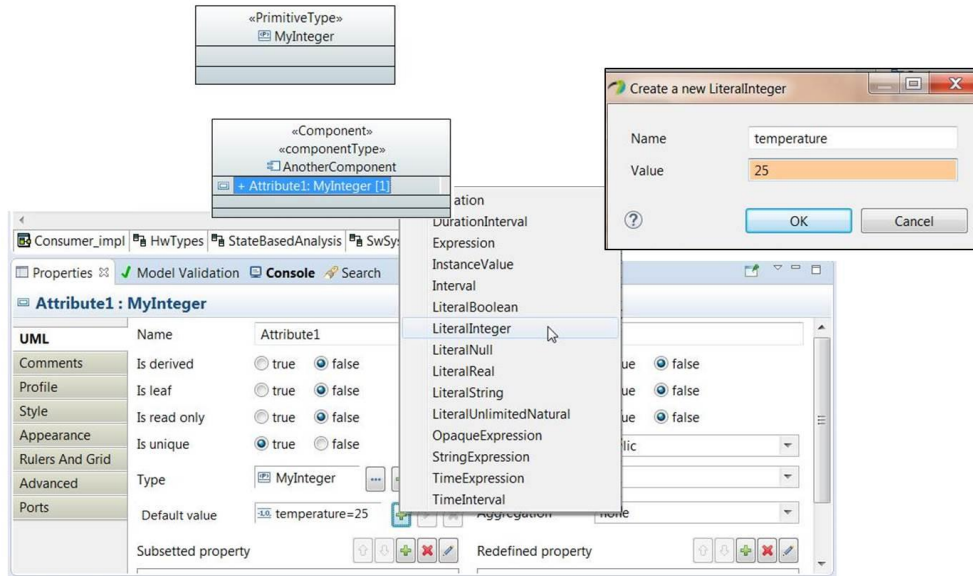 «PrimitiveType»
MyInteger
«Component»
«componentType»
AnotherComponent
+ Attribute1: MyInteger [1]
Create a new LiteralInteger
Name temperature
Value 25
OK Cancel
Consumer_impl HwTypes StateBasedAnalysis SwSy
Properties Model Validation Console Search
Attribute1 : MyInteger
UML
Comments
Profile
Style
Appearance
Rulers And Grid
Advanced
Ports
Name Attribute1
Is derived true false
Is leaf true false
Is read only true false
Is unique true false
Type MyInteger ...
Default value temperature=25
Subsetted property
ation
DurationInterval
Expression
InstanceValue
Interval
LiteralBoolean
LiteralInteger
LiteralNull
LiteralReal
LiteralString
LiteralUnlimitedNatural
OpaqueExpression
StringExpression
TimeExpression
TimeInterval
ue false
ue false
ue false
lic
Aggregation none
Redefined property